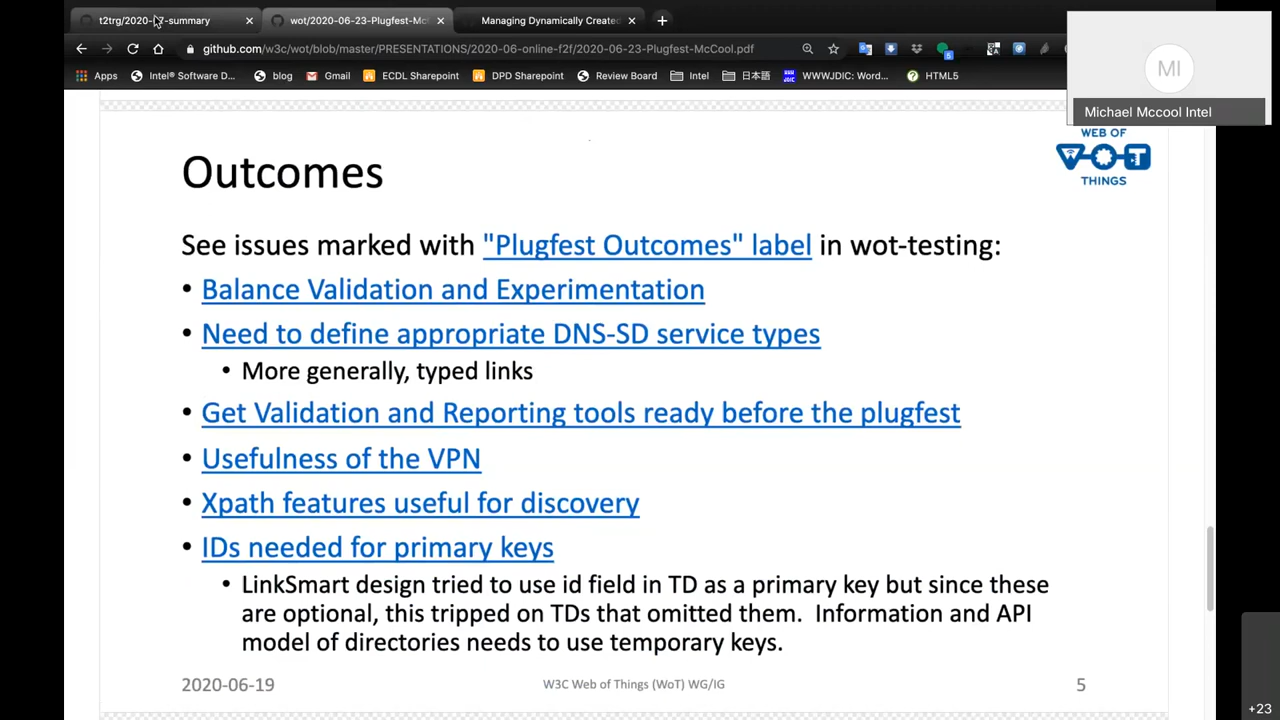 t2trg/2020-07-summary
wot/2020-06-23-Plugfest-McC
Managing Dynamically Created
github.com/w3c/wot/blob/master/PRESENTATIONS/2020-06-online-f2f/2020-06-23-Plugfest-McCool.pdf
5
Apps Intel® Software D... blog Gmail ECDL Sharepoint DPD Sharepoint Review Board Intel 日本語 WWWJDIC: Wor... HTML5
MI
Michael Mccool Intel
WEB OF
W T
THINGS
Outcomes
See issues marked with "Plugfest Outcomes" label in wot-testing:
• Balance Validation and Experimentation
• Need to define appropriate DNS-SD service types
• More generally, typed links
• Get Validation and Reporting tools ready before the plugfest
• Usefulness of the VPN
• Xpath features useful for discovery
• IDs needed for primary keys
• LinkSmart design tried to use id field in TD as a primary key but since these
are optional, this tripped on TDs that omitted them. Information and API
model of directories needs to use temporary keys.
2020-06-19 W3C Web of Things (WoT) WG/IG 5
+23